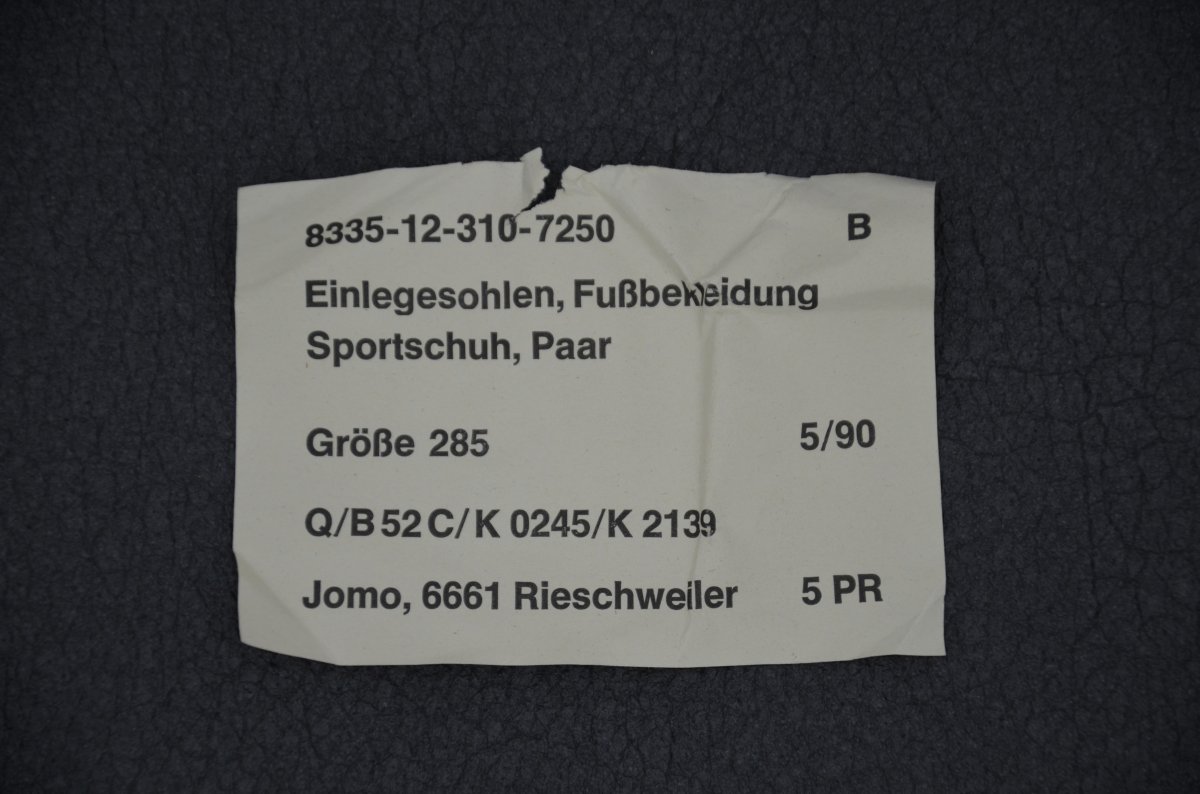 8335-12-310-7250 B
Einlegesohlen, Fußbekleidung
Sportschuh, Paar
Größe 285 5/90
Q/B 52 C/K 0245/K 2139
Jomo, 6661 Rieschweiler 5 PR